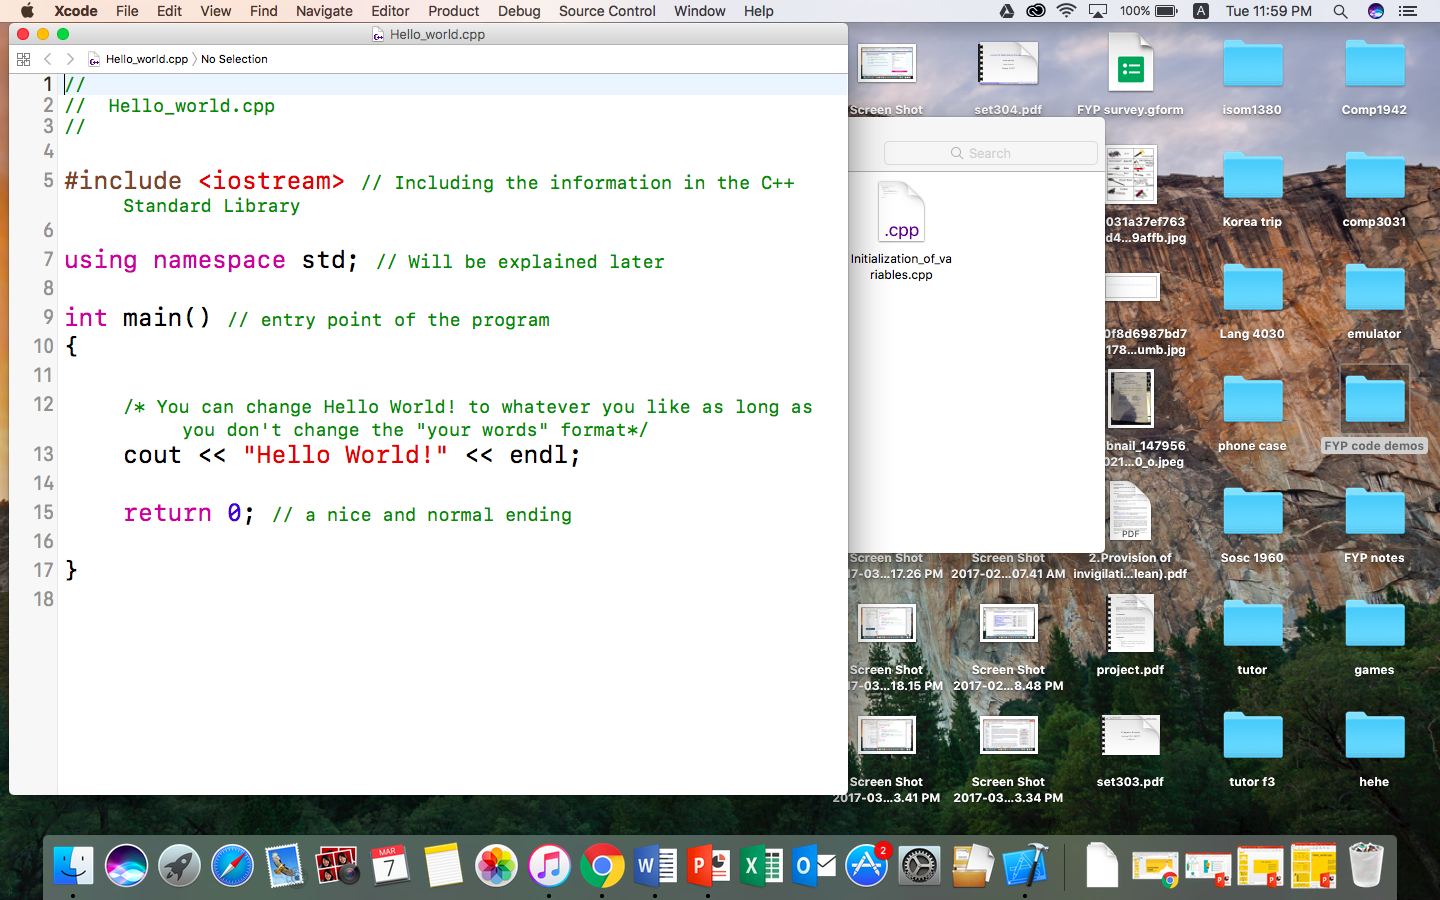 Xcode File Edit View Find Navigate Editor Product Debug Source Control Window Help
100% A Tue 11:59 PM
Hello_world.cpp
Hello_world.cpp No Selection
1 //
2 // Hello_world.cpp
3 //
4
5 #include <iostream> // Including the information in the C++
Standard Library
6
7 using namespace std; // Will be explained later
8
9 int main() // entry point of the program
10 {
11
12 /* You can change Hello World! to whatever you like as long as
you don't change the "your words" format*/
13 cout << "Hello World!" << endl;
14
15 return 0; // a nice and normal ending
16
17 }
18
Search
.cpp
Initialization_of_va
riables.cpp
Screen Shot
set304.pdf
FYP survey.gform
isom1380
Comp1942
031a37ef763
d4...9affb.jpg
Korea trip
comp3031
0f8d6987bd7
178...umb.jpg
Lang 4030
emulator
bnail_147956
021...0_o.jpeg
phone case
FYP code demos
PDF
Screen Shot
17-03...17.26 PM
Screen Shot
2017-02...07.41 AM
2.Provision of
invigilati...lean).pdf
Sosc 1960
FYP notes
Screen Shot
17-03...18.15 PM
Screen Shot
2017-02...8.48 PM
project.pdf
tutor
games
Screen Shot
2017-03...3.41 PM
Screen Shot
2017-03...3.34 PM
set303.pdf
tutor f3
hehe
MAR
7
W
P
X
O
2